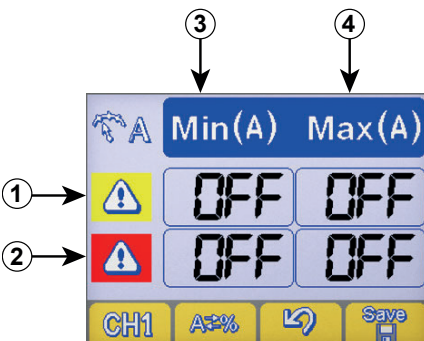 3 4
A Min(A) Max(A)
1 OFF OFF
2 OFF OFF
CH1 A⇄% Save